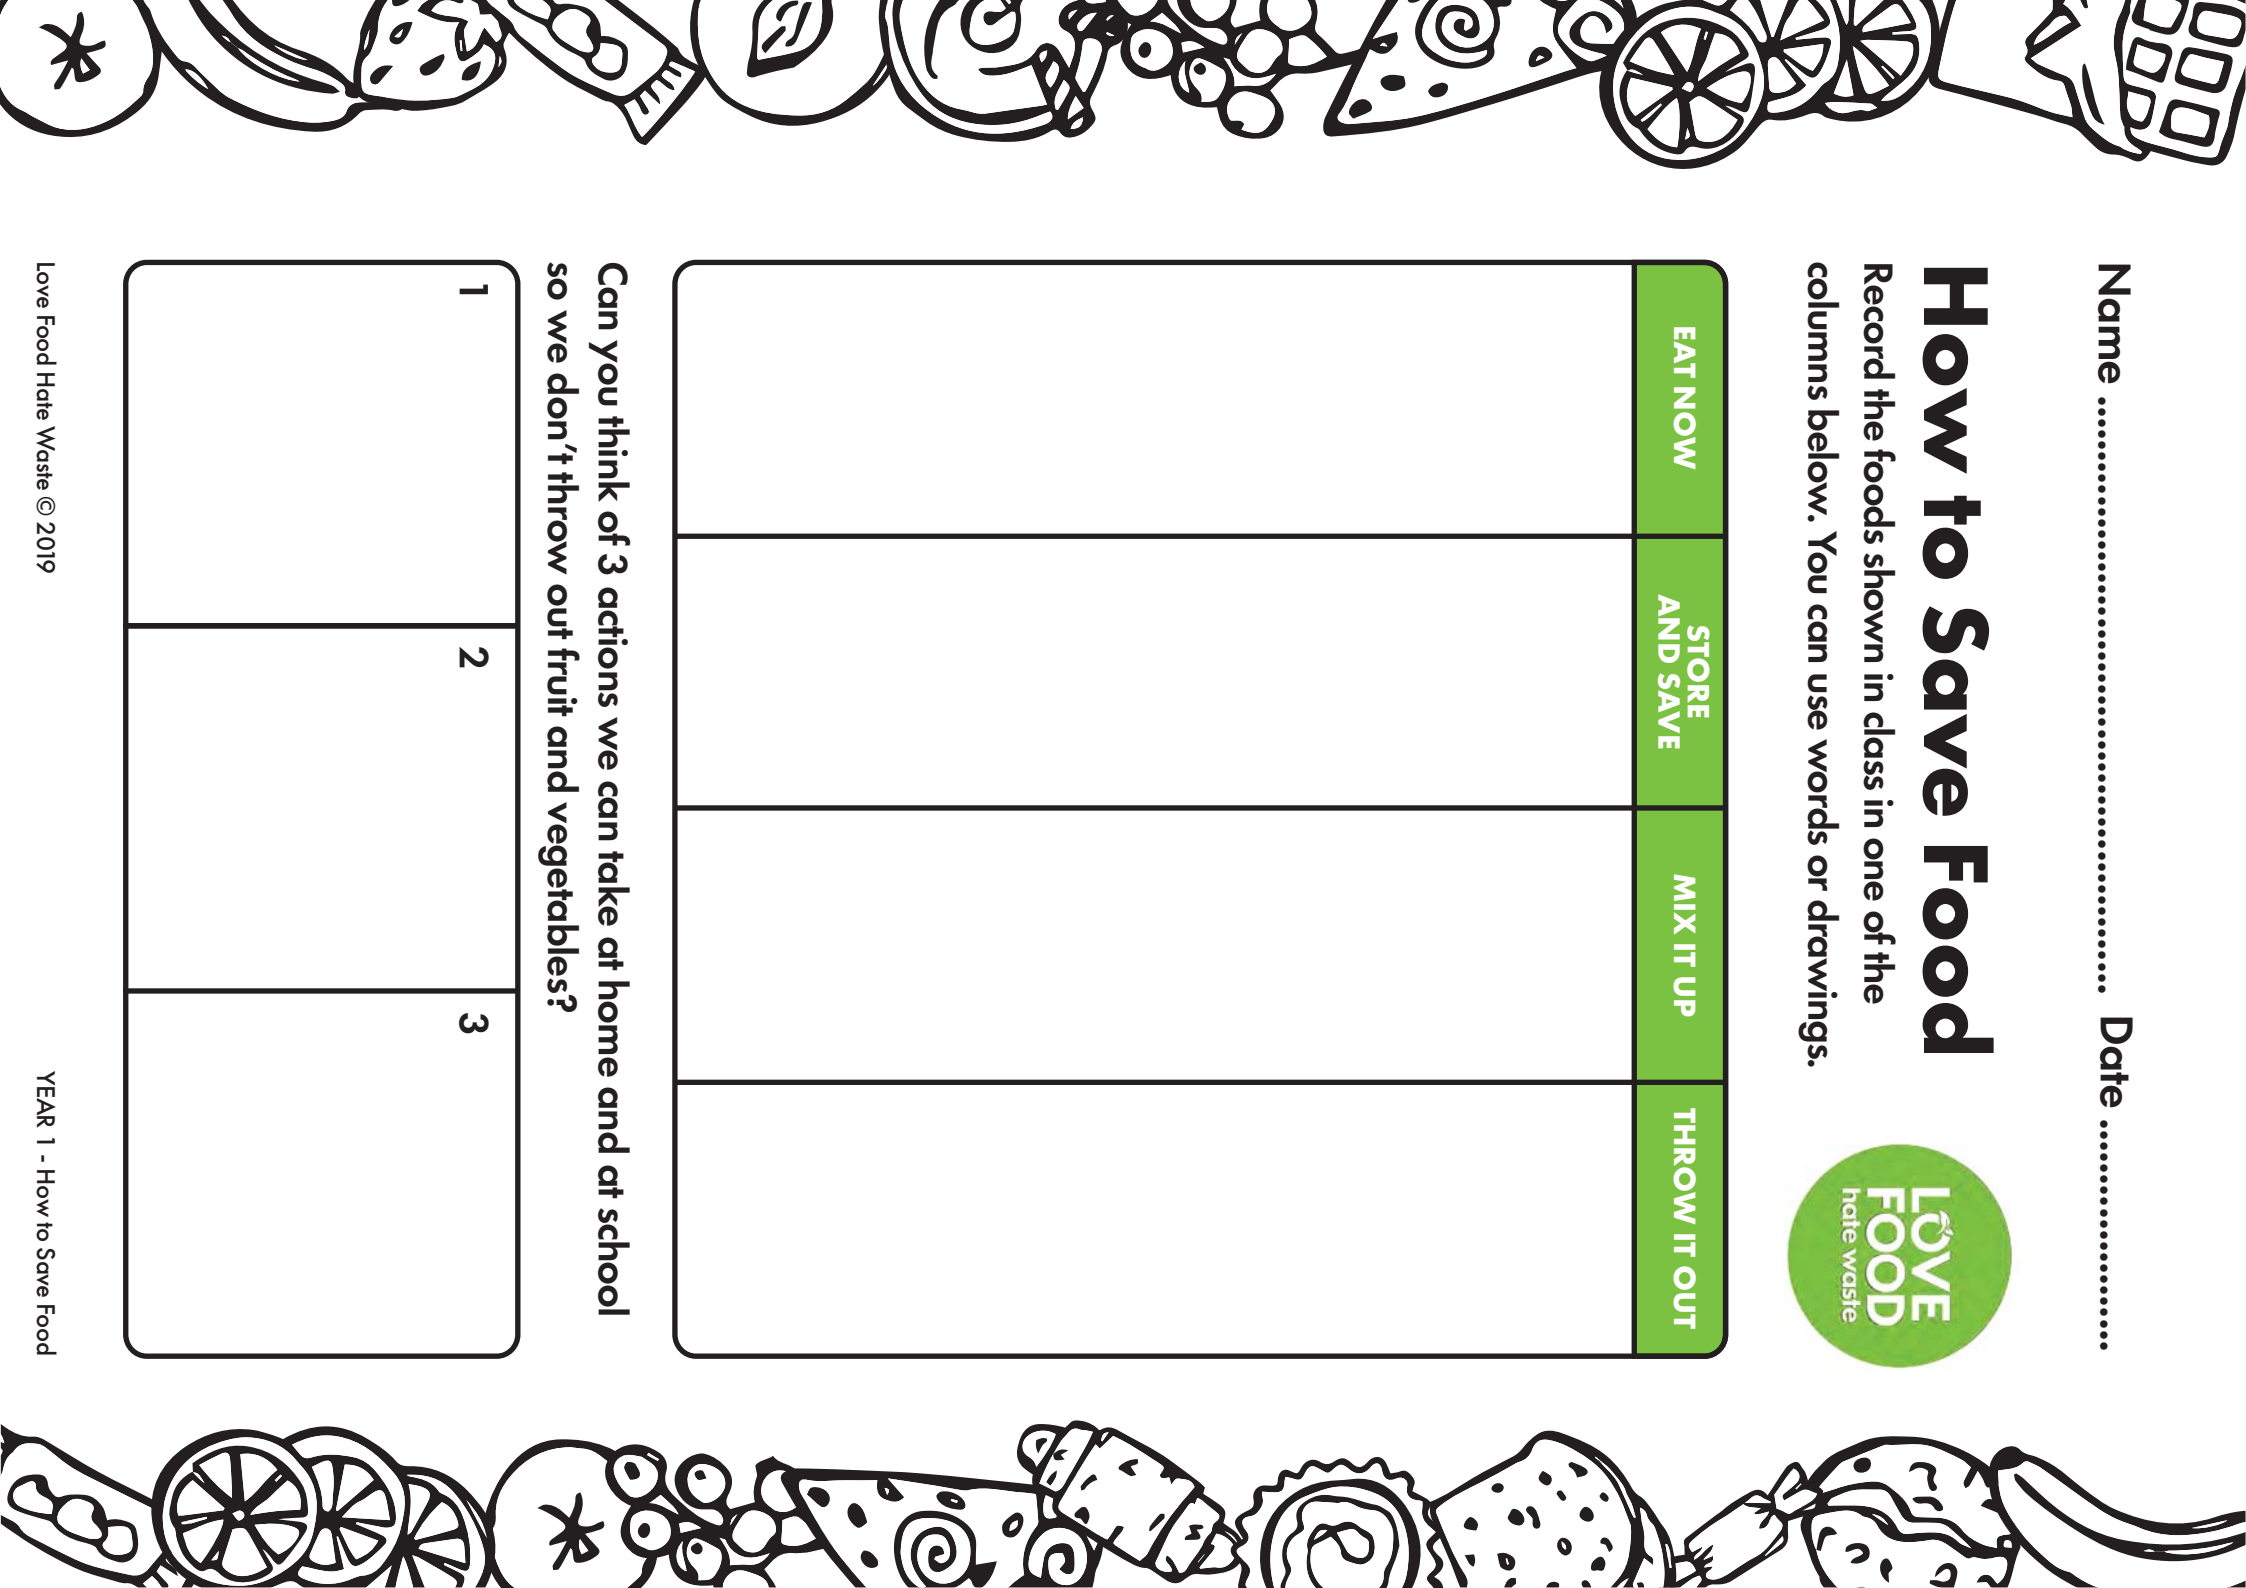 Name .......................................................................... Date .............................
How to Save Food
Record the foods shown in class in one of the
columns below. You can use words or drawings.
LOVE
FOOD
hate waste
EAT NOW
STORE
AND SAVE
MIX IT UP
THROW IT OUT
Can you think of 3 actions we can take at home and at school
so we don't throw out fruit and vegetables?
1
2
3
Love Food Hate Waste © 2019
YEAR 1 - How to Save Food